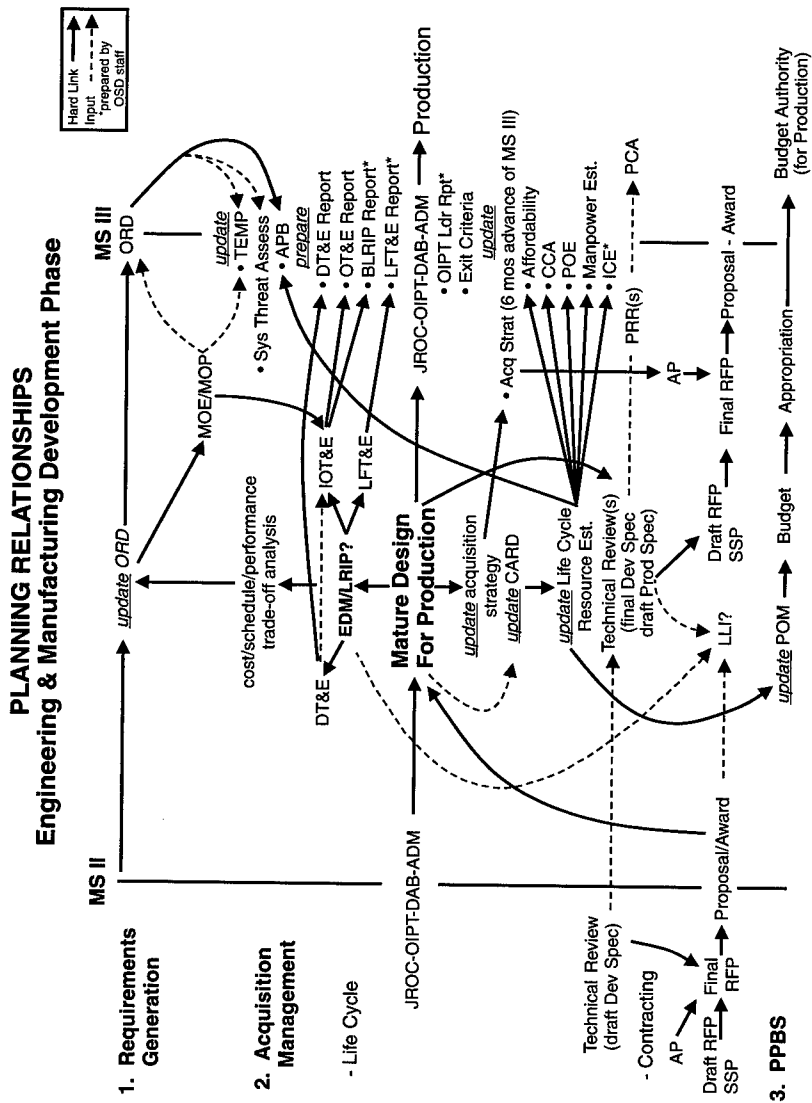 PLANNING RELATIONSHIPS
Engineering & Manufacturing Development Phase
Hard Link
Input
*prepared by
OSD staff
MS II
MS III
1. Requirements
Generation
update ORD
ORD
MOE/MOP
2. Acquisition
Management
cost/schedule/performance
trade-off analysis
update
• TEMP
• Sys Threat Assess
• APB
prepare
• DT&E Report
• OT&E Report
• BLRIP Report*
• LFT&E Report*
- Life Cycle
DT&E
EDM/LRIP?
IOT&E
LFT&E
JROC-OIPT-DAB-ADM
Mature Design
For Production
JROC-OIPT-DAB-ADM
Production
• OIPT Ldr Rpt*
• Exit Criteria
update
update acquisition
strategy
update CARD
• Acq Strat (6 mos advance of MS III)
• Affordability
• CCA
• POE
• Manpower Est.
• ICE*
update Life Cycle
Resource Est.
Technical Review
(draft Dev Spec)
Technical Review(s)
(final Dev Spec
draft Prod Spec)
PRR(s)
PCA
- Contracting
AP
Draft RFP
SSP
Final
RFP
Proposal/Award
LLI?
Draft RFP
SSP
AP
Final RFP
Proposal - Award
3. PPBS
update POM
Budget
Appropriation
Budget Authority
(for Production)